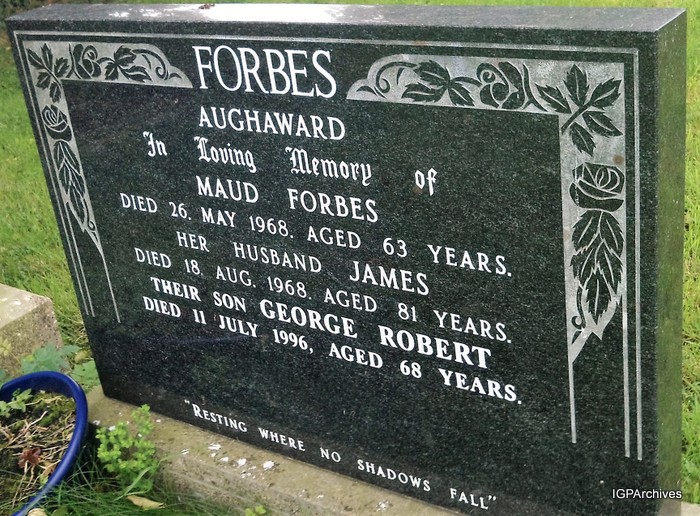 FORBES
AUGHAWARD
In Loving Memory of
MAUD FORBES
DIED 26. MAY 1968. AGED 63 YEARS.
HER HUSBAND JAMES
DIED 18. AUG. 1968. AGED 81 YEARS.
THEIR SON GEORGE ROBERT
DIED 11 JULY 1996, AGED 68 YEARS.
"RESTING WHERE NO SHADOWS FALL"
IGPArchives